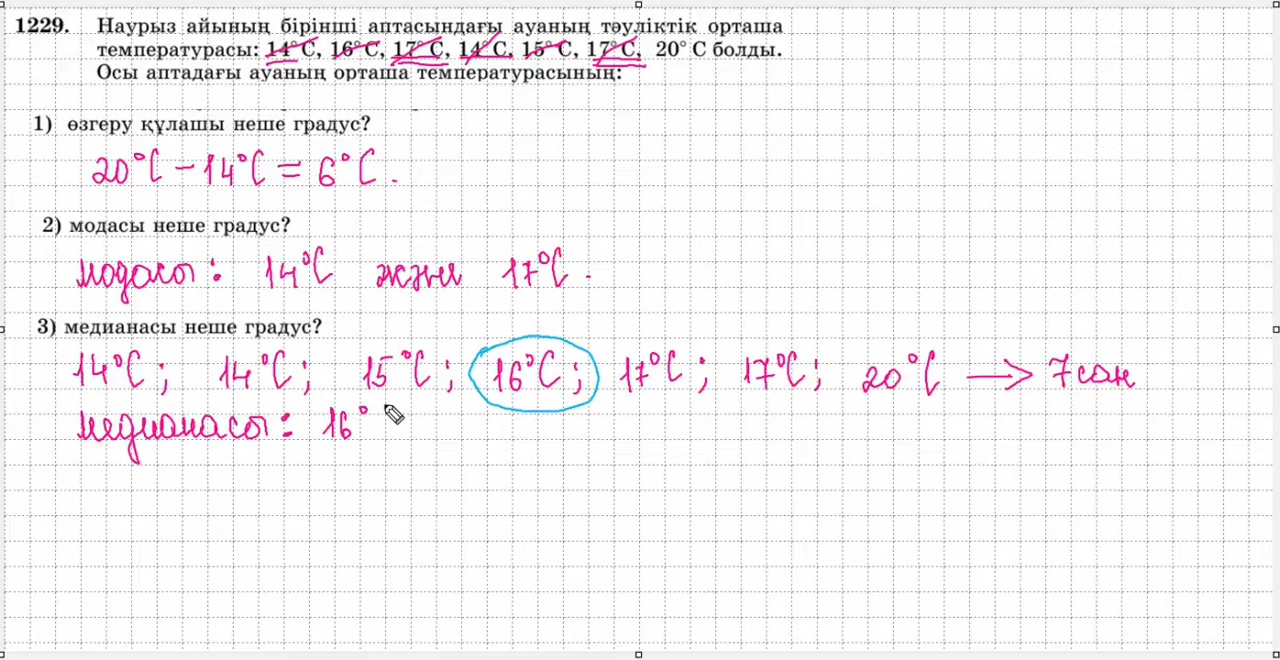 1229. Наурыз айының бірінші аптасындағы ауаның тәуліктік орташа
температурасы: 14°C, 16°C, 17°C, 14°C, 15°C, 17°C, 20°C болды.
Осы аптадағы ауаның орташа температурасының:
1) өзгеру құлашы неше градус?
20°C − 14°C = 6°C.
2) модасы неше градус?
модасы: 14°C және 17°C.
3) медианасы неше градус?
14°C; 14°C; 15°C; 16°C; 17°C; 17°C; 20°C → 7 сан
медианасы: 16°